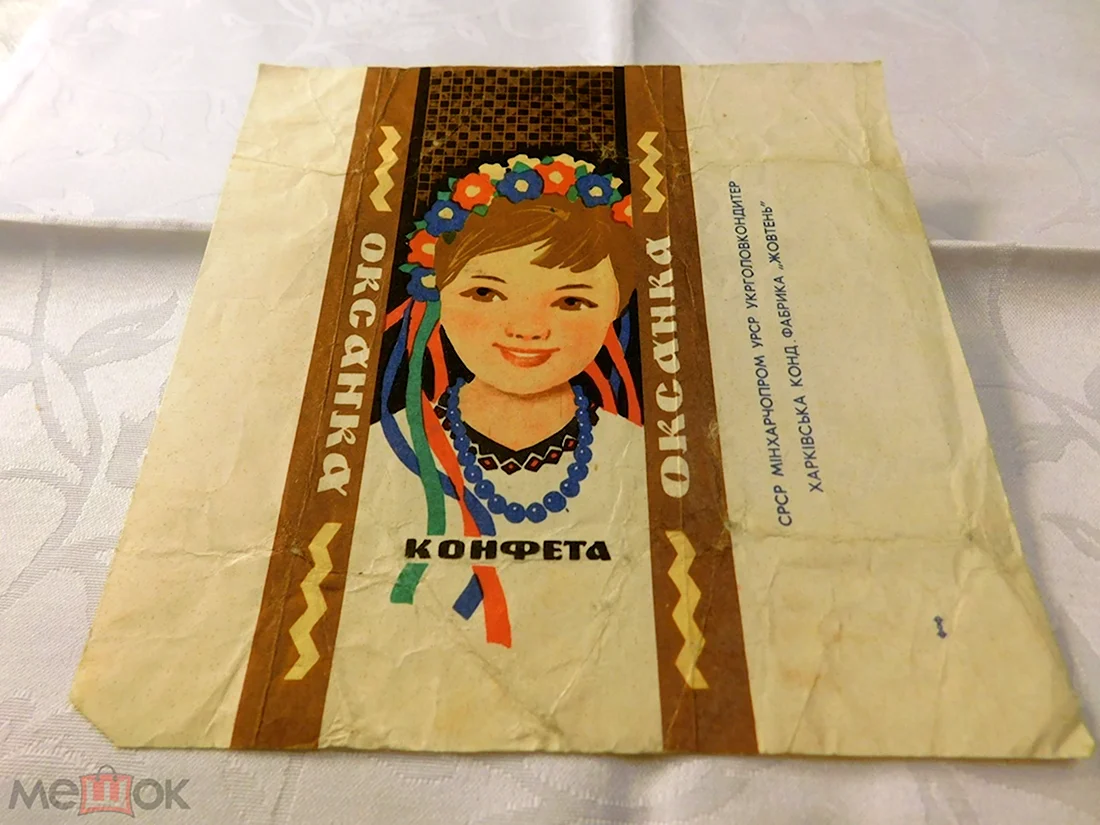 ОКСАНКА
ОКСАНКА
КОНФЕТА
СРСР МІНХАРЧОПРОМ УРСР УКРГОЛОВКОНДИТЕР
ХАРКІВСЬКА КОНД. ФАБРИКА „ЖОВТЕНЬ"
мешок